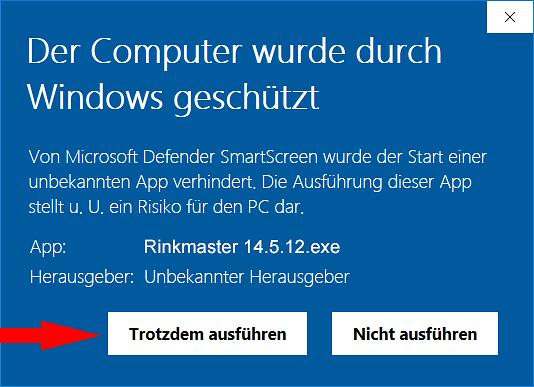 Der Computer wurde durch
Windows geschützt
Von Microsoft Defender SmartScreen wurde der Start einer
unbekannten App verhindert. Die Ausführung dieser App
stellt u. U. ein Risiko für den PC dar.
App: Rinkmaster 14.5.12.exe
Herausgeber: Unbekannter Herausgeber
Trotzdem ausführen Nicht ausführen